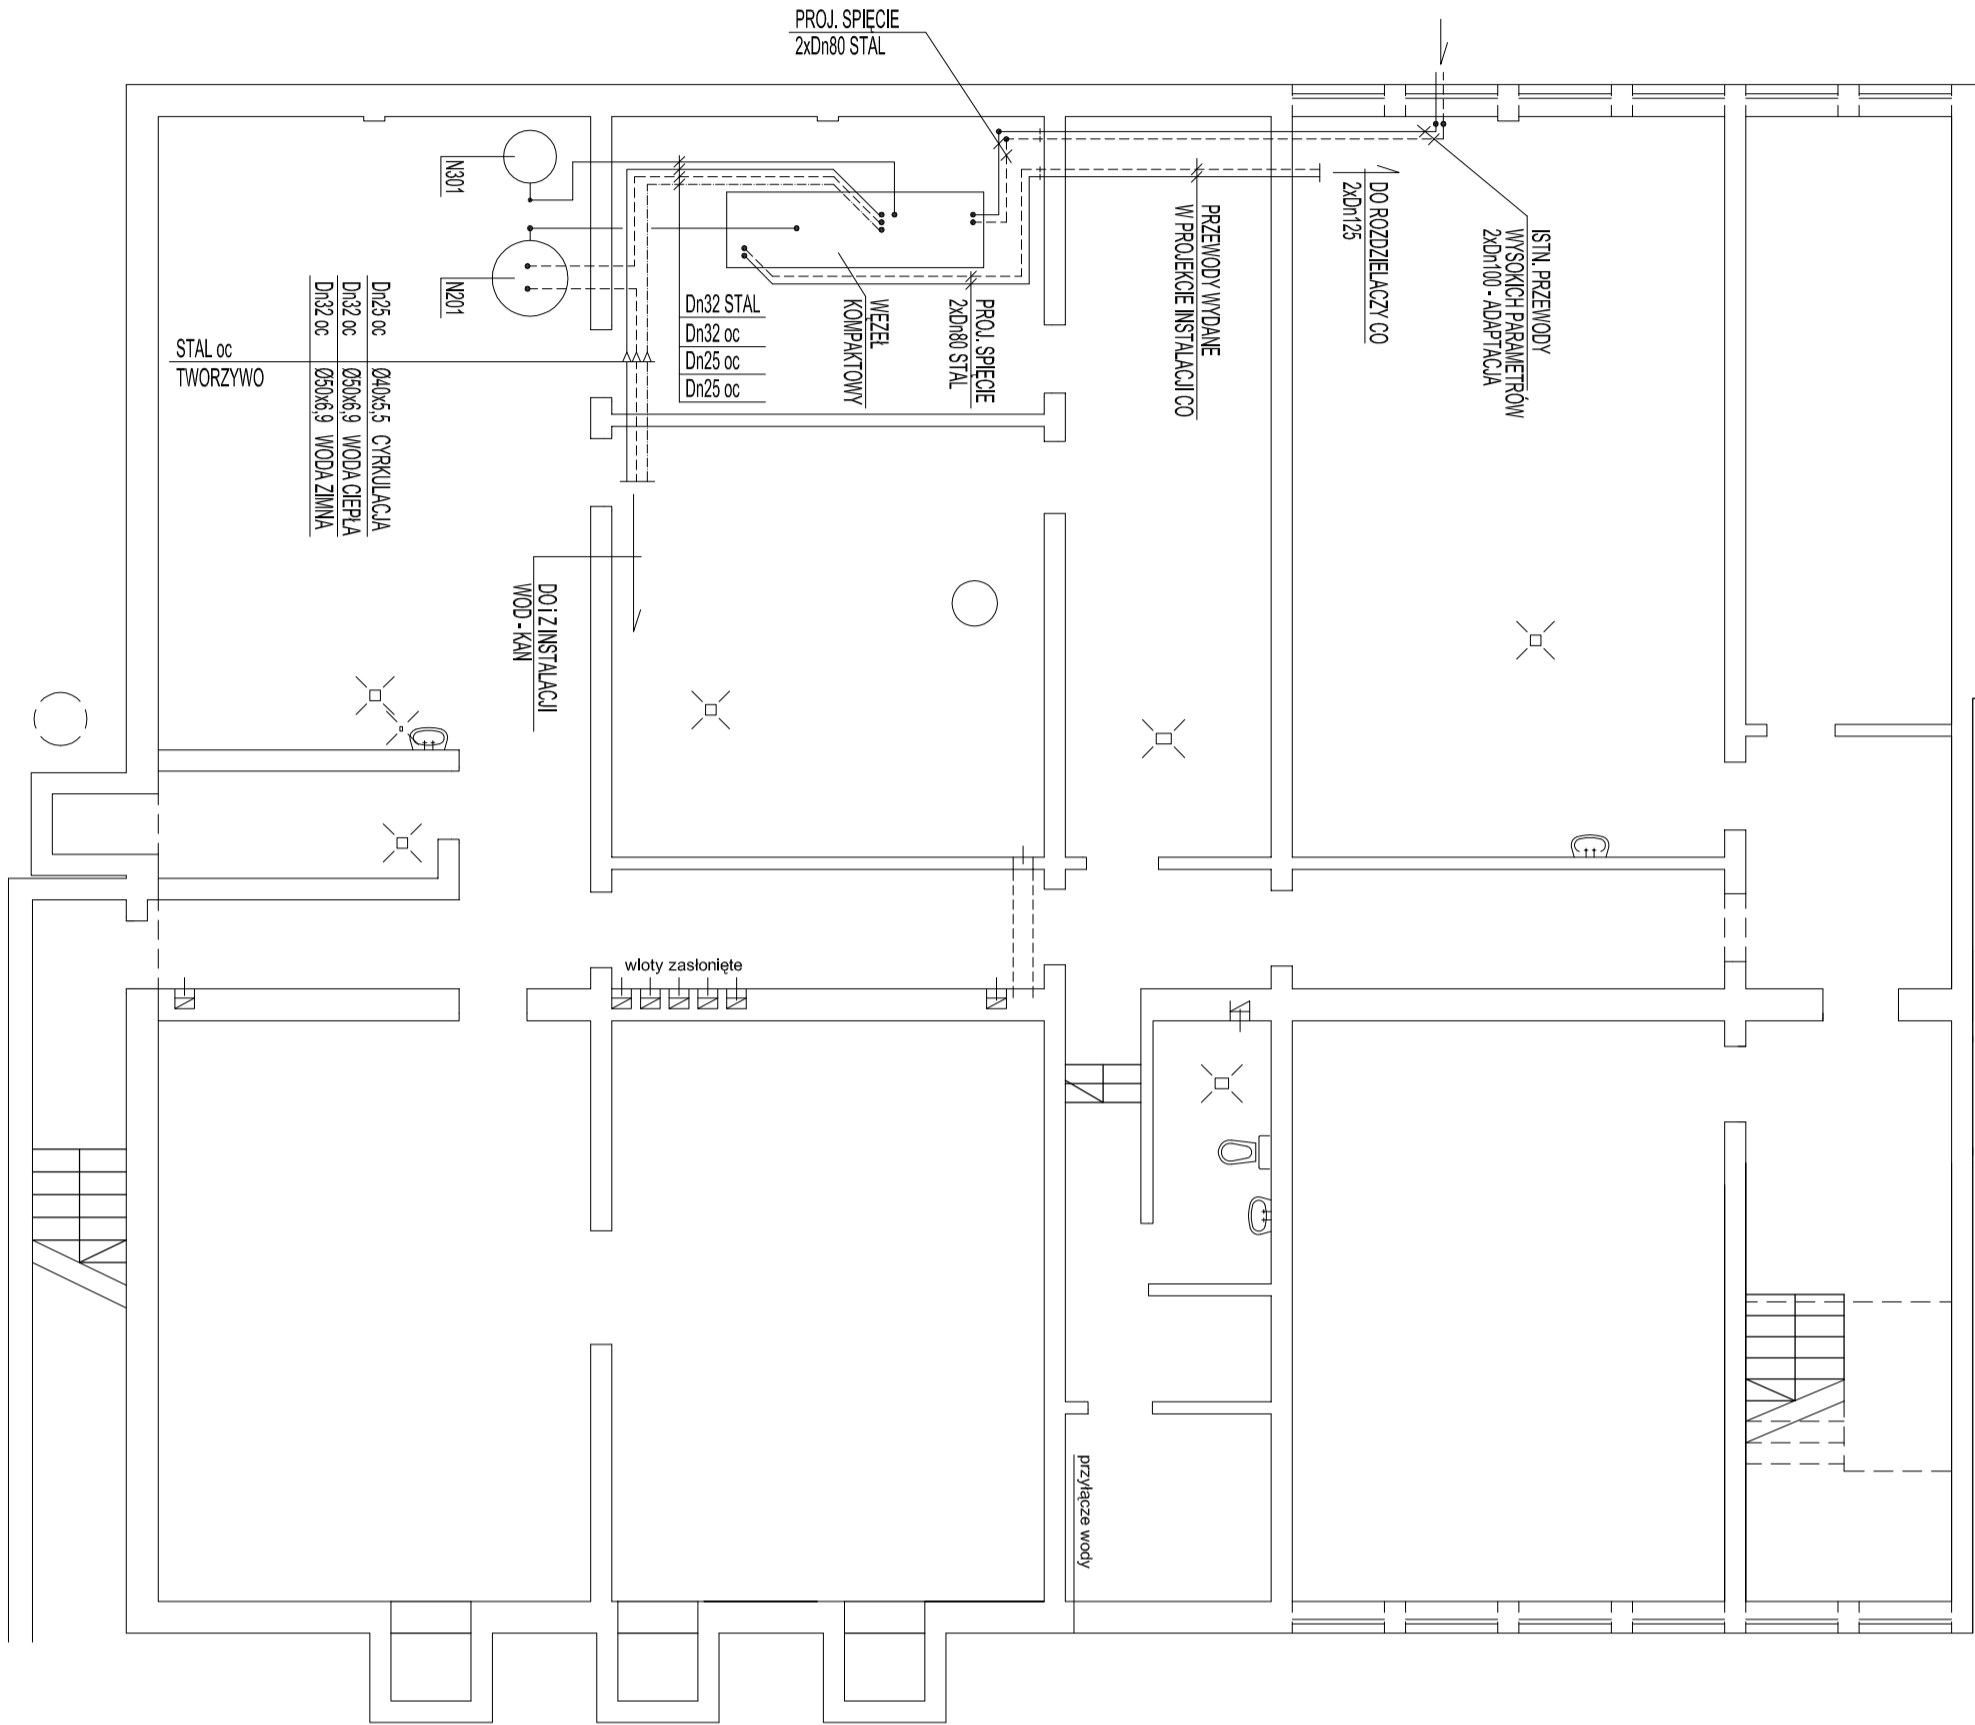 PROJ. SPIĘCIE
2xDn80 STAL
N301
N201
Dn25 oc Ø40x5,5 CYRKULACJA
Dn32 oc Ø50x6,9 WODA CIEPŁA
Dn32 oc Ø50x6,9 WODA ZIMNA
STAL oc
TWORZYWO
Dn32 STAL
Dn32 oc
Dn25 oc
Dn25 oc
WĘZEŁ
KOMPAKTOWY
PROJ. SPIĘCIE
2xDn80 STAL
PRZEWODY WYDANE
W PROJEKCIE INSTALACJI CO
DO ROZDZIELACZY CO
2xDn125
ISTN. PRZEWODY
WYSOKICH PARAMETRÓW
2xDn100 - ADAPTACJA
DO I Z INSTALACJI
WOD - KAN
wloty zasłonięte
przyłącze wody